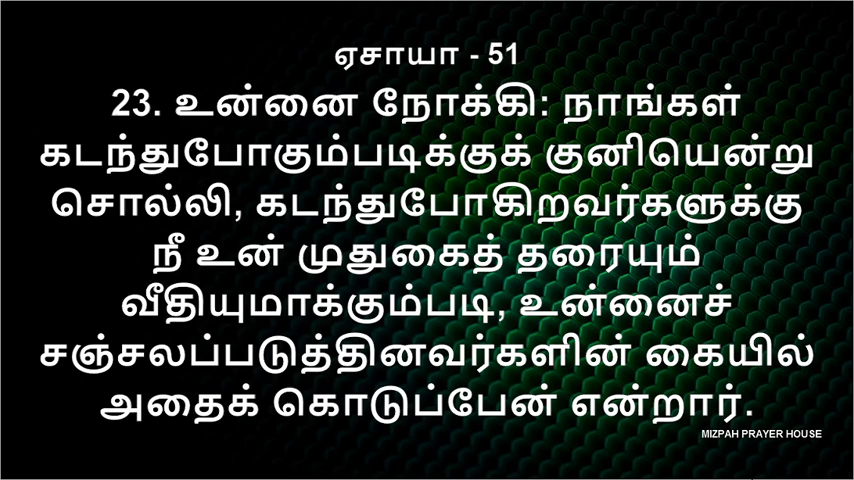 ஏசாயா - 51
23. உன்னை நோக்கி: நாங்கள்
கடந்துபோகும்படிக்குக் குனியென்று
சொல்லி, கடந்துபோகிறவர்களுக்கு
நீ உன் முதுகைத் தரையும்
வீதியுமாக்கும்படி, உன்னைச்
சஞ்சலப்படுத்தினவர்களின் கையில்
அதைக் கொடுப்பேன் என்றார்.
MIZPAH PRAYER HOUSE